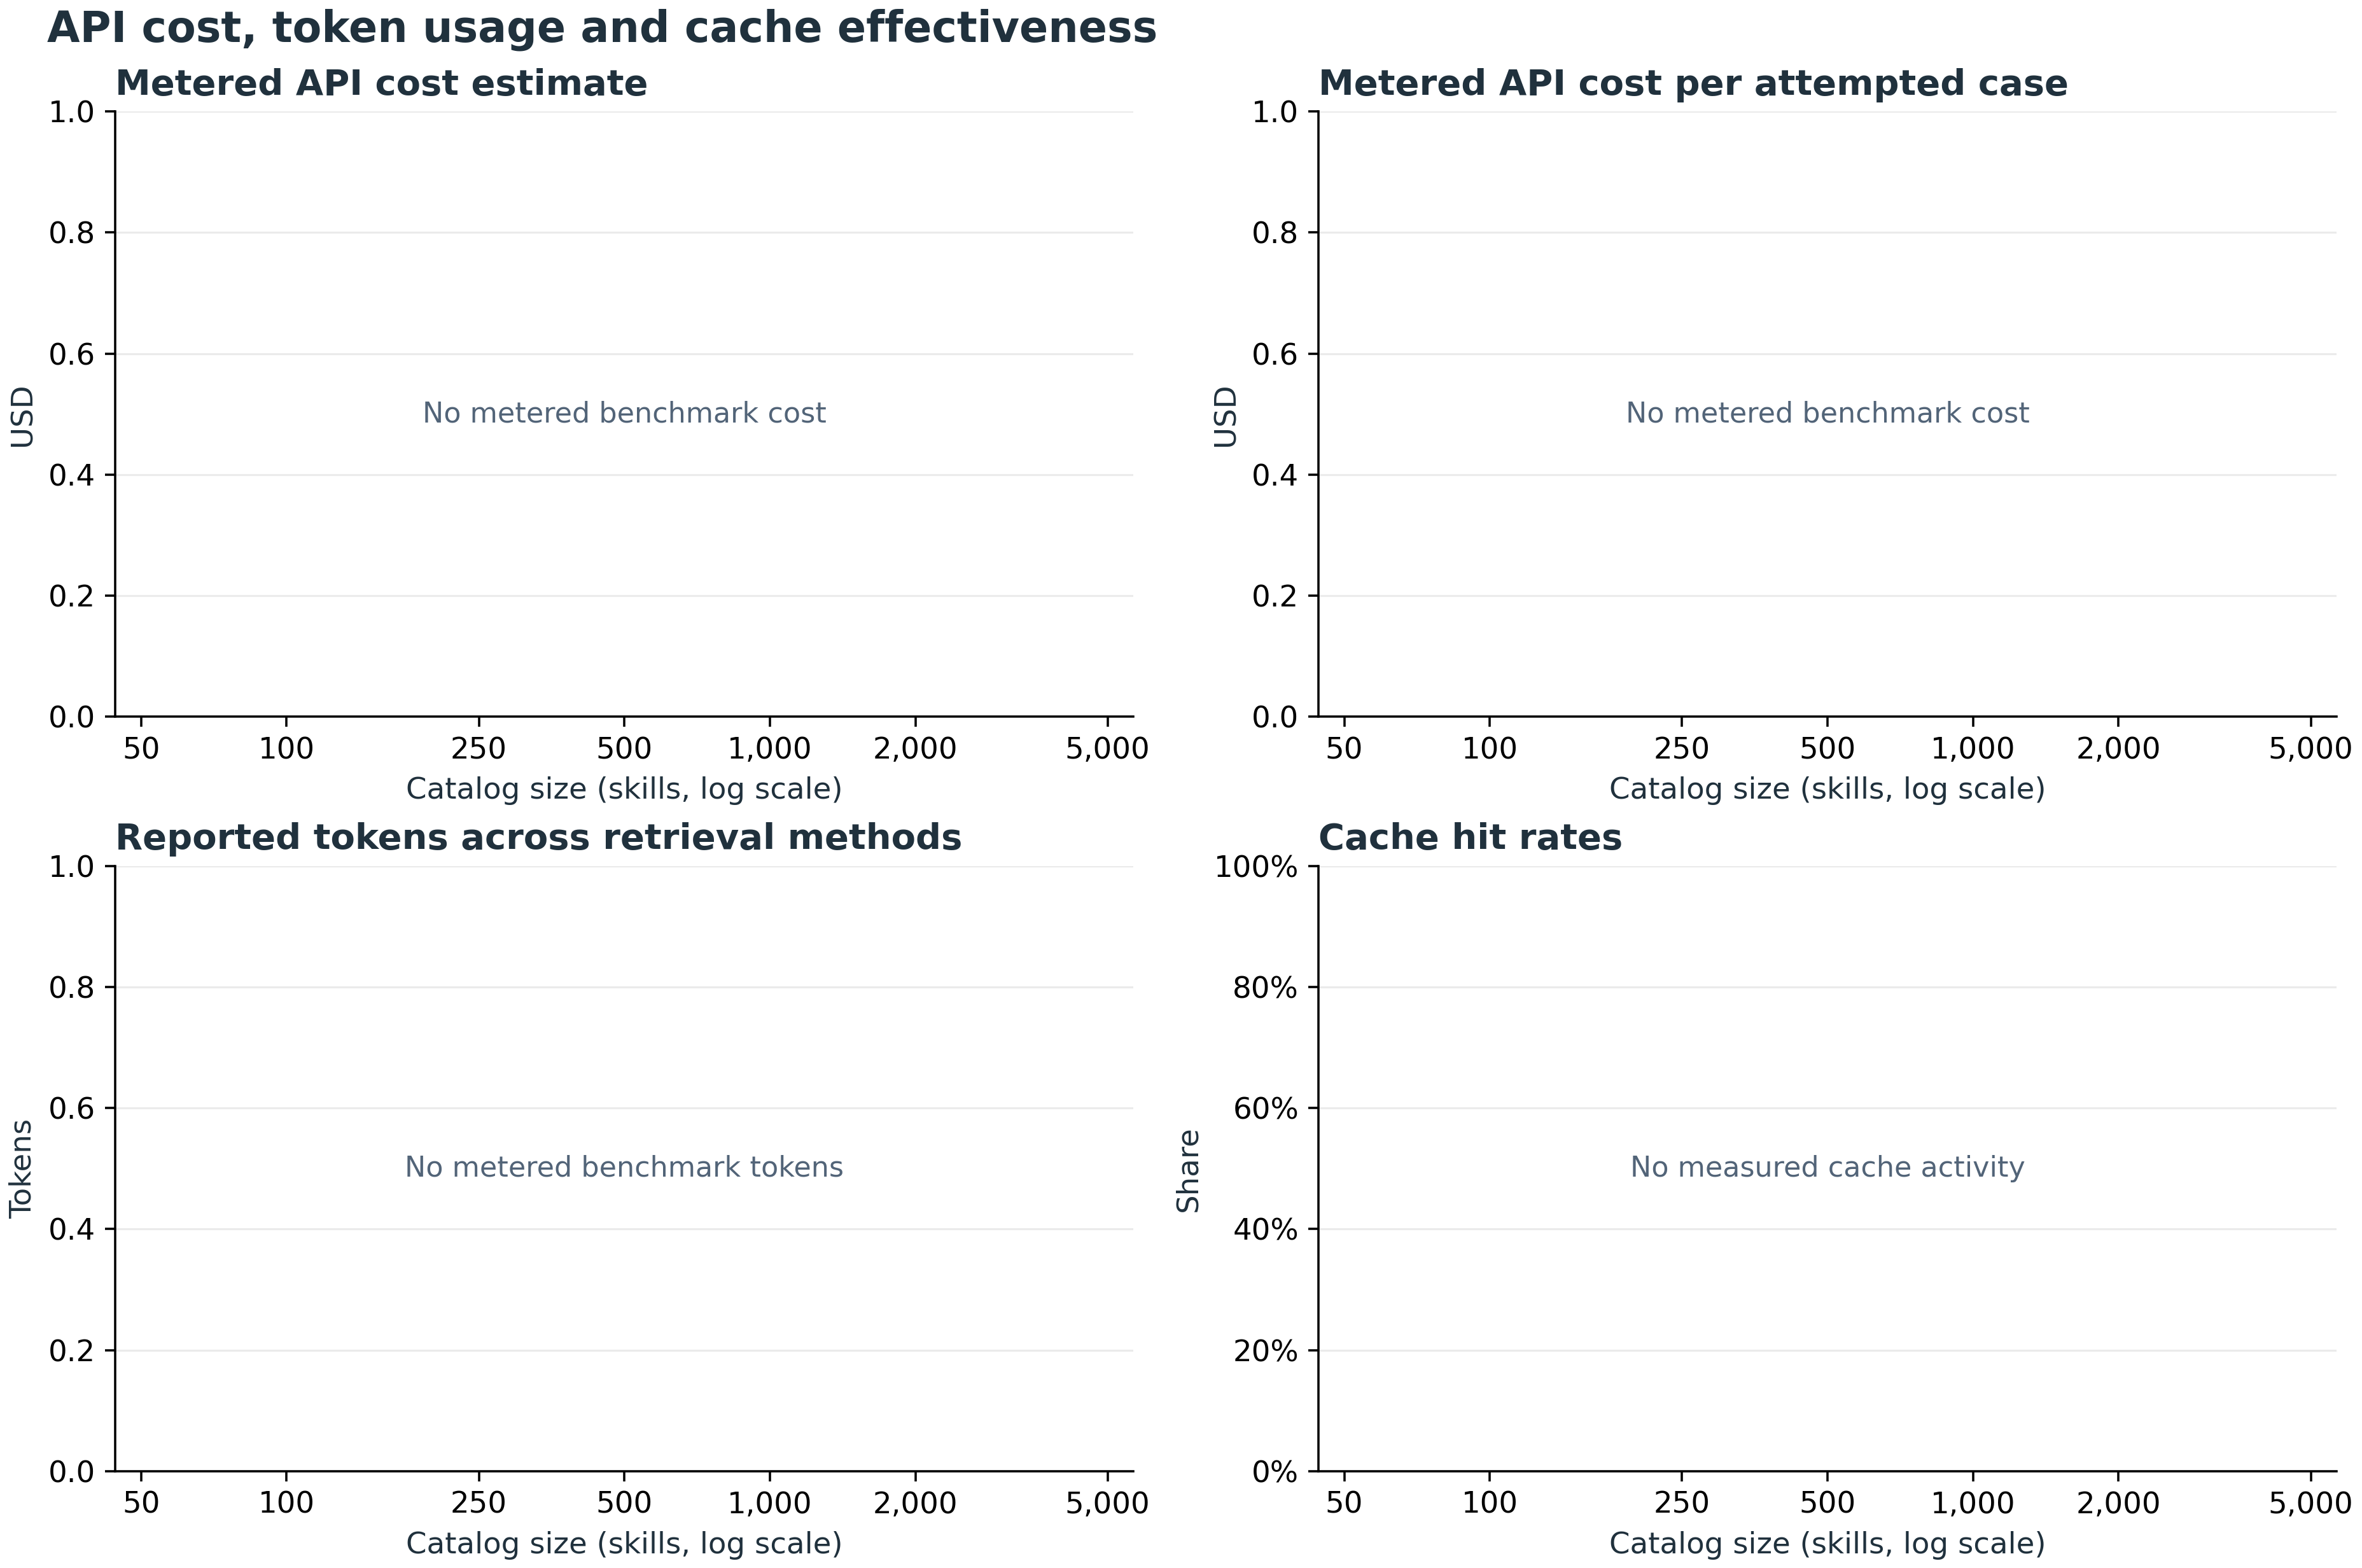 API cost, token usage and cache effectiveness
Metered API cost estimate
1.0
0.8
0.6
0.4
0.2
0.0
USD
No metered benchmark cost
50 100 250 500 1,000 2,000 5,000
Catalog size (skills, log scale)
Metered API cost per attempted case
1.0
0.8
0.6
0.4
0.2
0.0
USD
No metered benchmark cost
50 100 250 500 1,000 2,000 5,000
Catalog size (skills, log scale)
Reported tokens across retrieval methods
1.0
0.8
0.6
0.4
0.2
0.0
Tokens
No metered benchmark tokens
50 100 250 500 1,000 2,000 5,000
Catalog size (skills, log scale)
Cache hit rates
100%
80%
60%
40%
20%
0%
Share
No measured cache activity
50 100 250 500 1,000 2,000 5,000
Catalog size (skills, log scale)